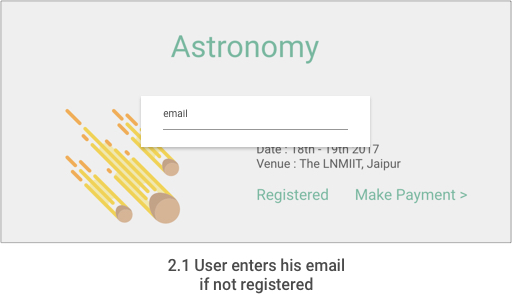 Astronomy
email
Date : 18th - 19th 2017
Venue : The LNMIIT, Jaipur
Registered
Make Payment >
2.1 User enters his email
if not registered